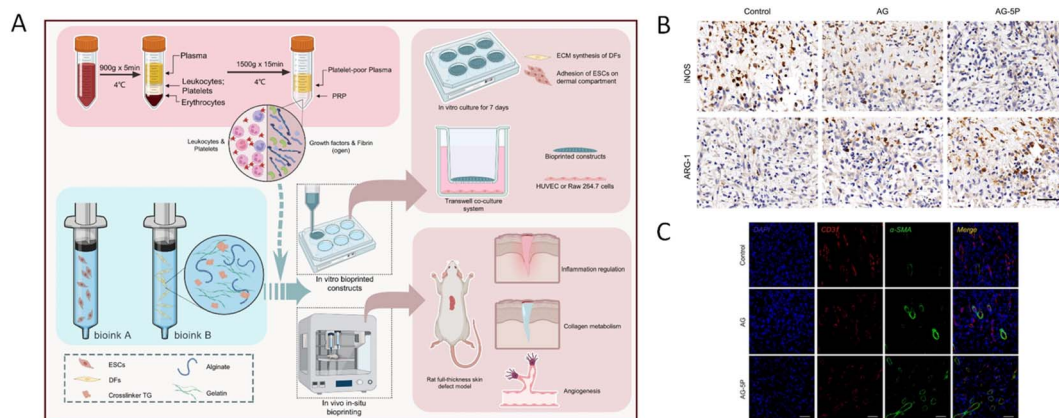 A
900g x 5min
4℃
Plasma
Leukocytes;
Platelets
Erythrocytes
1500g x 15min
4℃
Platelet-poor Plasma
PRP
Leukocytes &
Platelets
Growth factors & Fibrin
(ogen)
In vitro culture for 7
days
ECM synthesis of DFs
Adhesion of ESCs on
dermal compartment
Transwell co-culture
system
Bioprinted constructs
HUVEC or Raw 264.7 cells
bioink A
bioink B
In vitro bioprinted
constructs
ESCs
DFs
Crosslinker TG
Alginate
Gelatin
In vivo in-situ
bioprinting
Rat full-thickness skin
defect model
Inflammation regulation
Collagen metabolism
Angiogenesis
B
Control
AG
AG-5P
iNOS
ARG-1
C
DAPI
CD31
α-SMA
Merge
Control
AG
AG-5P